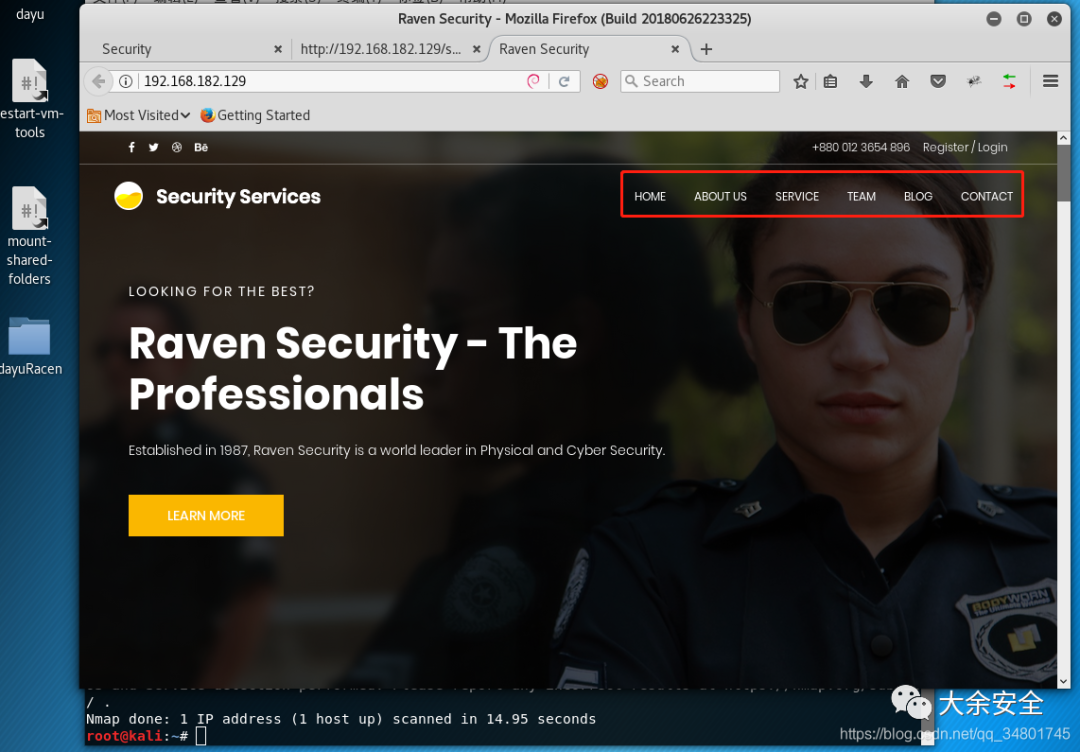 dayu
estart-vm-
tools
mount-
shared-
folders
dayuRacen
Raven Security - Mozilla Firefox (Build 20180626223325)
Security
http://192.168.182.129/s...
Raven Security
192.168.182.129
Search
Most Visited
Getting Started
+880 012 3654 896 Register / Login
Security Services
HOME ABOUT US SERVICE TEAM BLOG CONTACT
LOOKING FOR THE BEST?
Raven Security - The
Professionals
Established in 1987, Raven Security is a world leader in Physical and Cyber Security.
LEARN MORE
BODYWORN
/ .
Nmap done: 1 IP address (1 host up) scanned in 14.95 seconds
root@kali:~#
大余安全
https://blog.csdn.net/qq_34801745